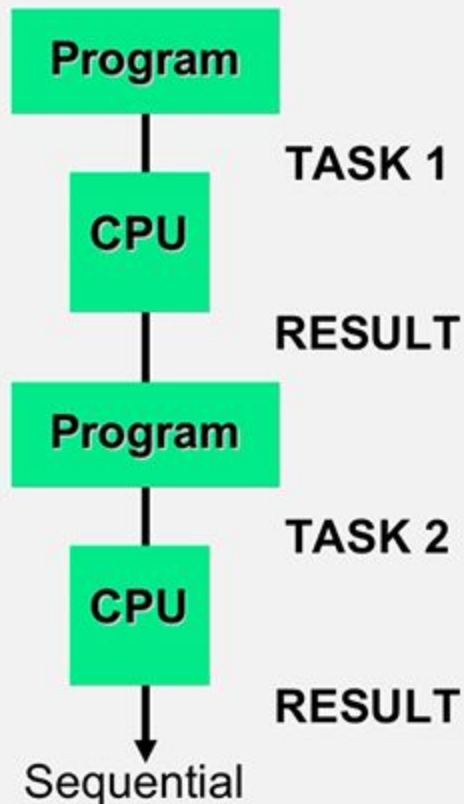 Program
TASK 1
CPU
RESULT
Program
TASK 2
CPU
RESULT
Sequential